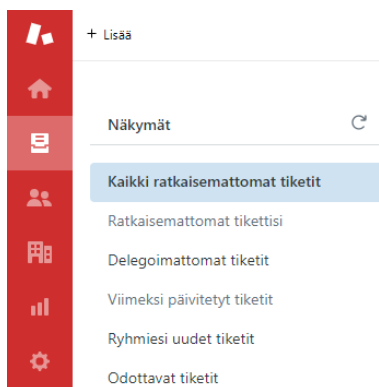 + Lisää
Näkymät
Kaikki ratkaisemattomat tiketit
Ratkaisemattomat tikettisi
Delegoimattomat tiketit
Viimeksi päivitetyt tiketit
Ryhmiesi uudet tiketit
Odottavat tiketit